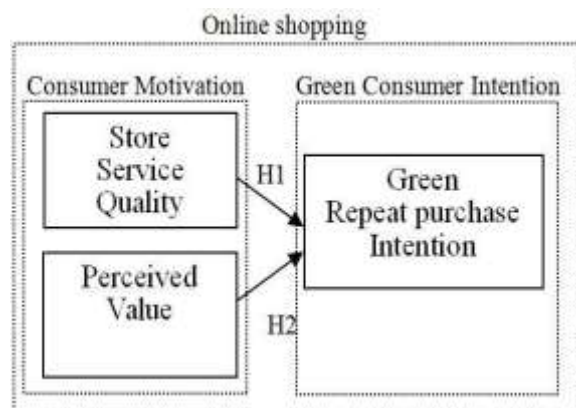 Online shopping
Consumer Motivation
Green Consumer Intention
Store
Service
Quality
H1
Green
Repeat purchase
Intention
Perceived
Value
H2